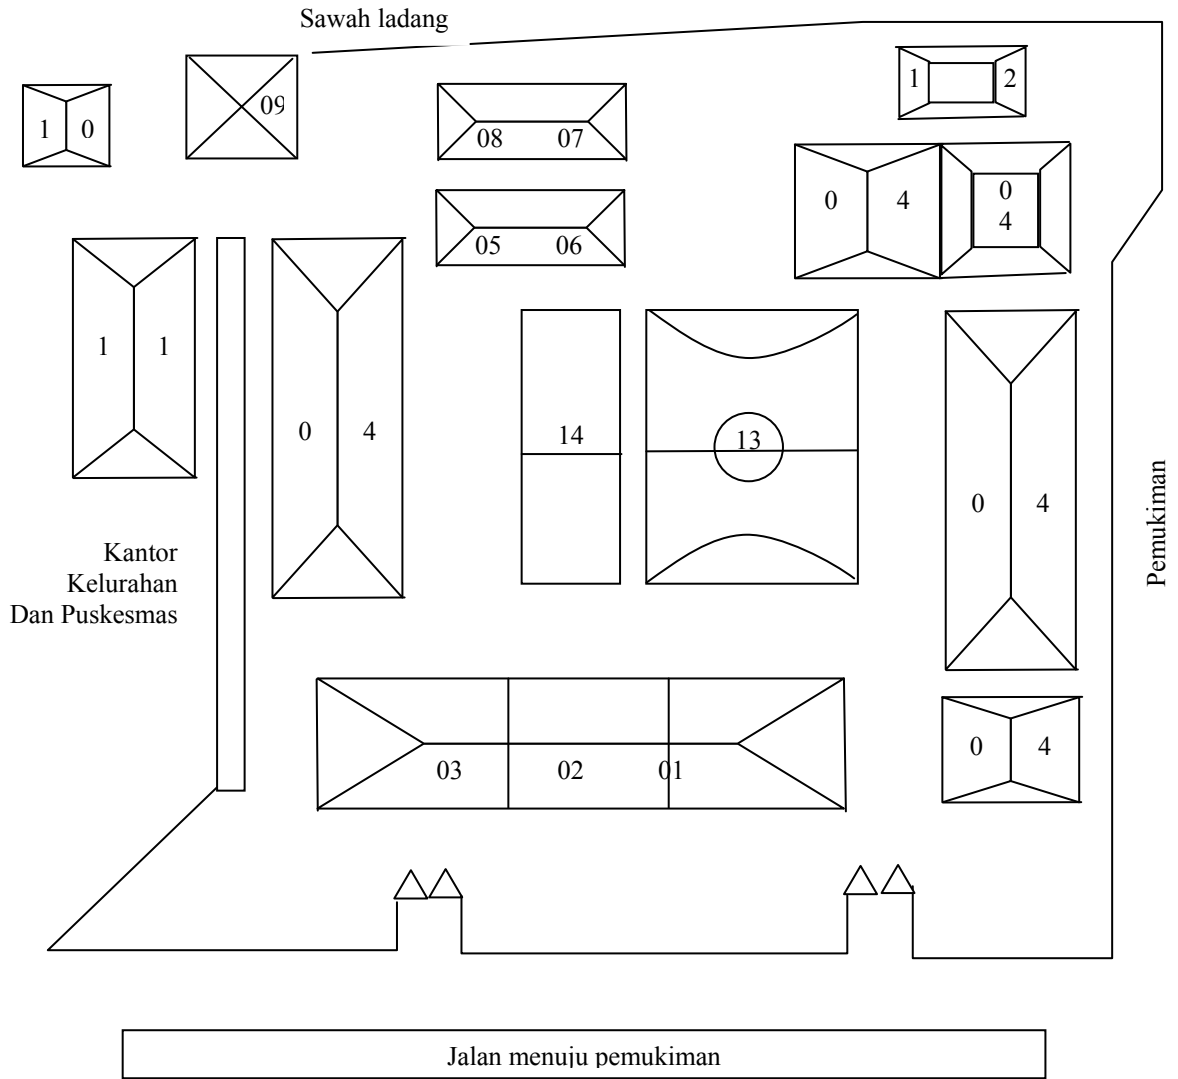 Sawah ladang
1 0
09
08 07
1 2
0 4
0
4
05 06
1 1
0 4
14
13
0 4
Pemukiman
Kantor
Kelurahan
Dan Puskesmas
03 02 01
0 4
Jalan menuju pemukiman